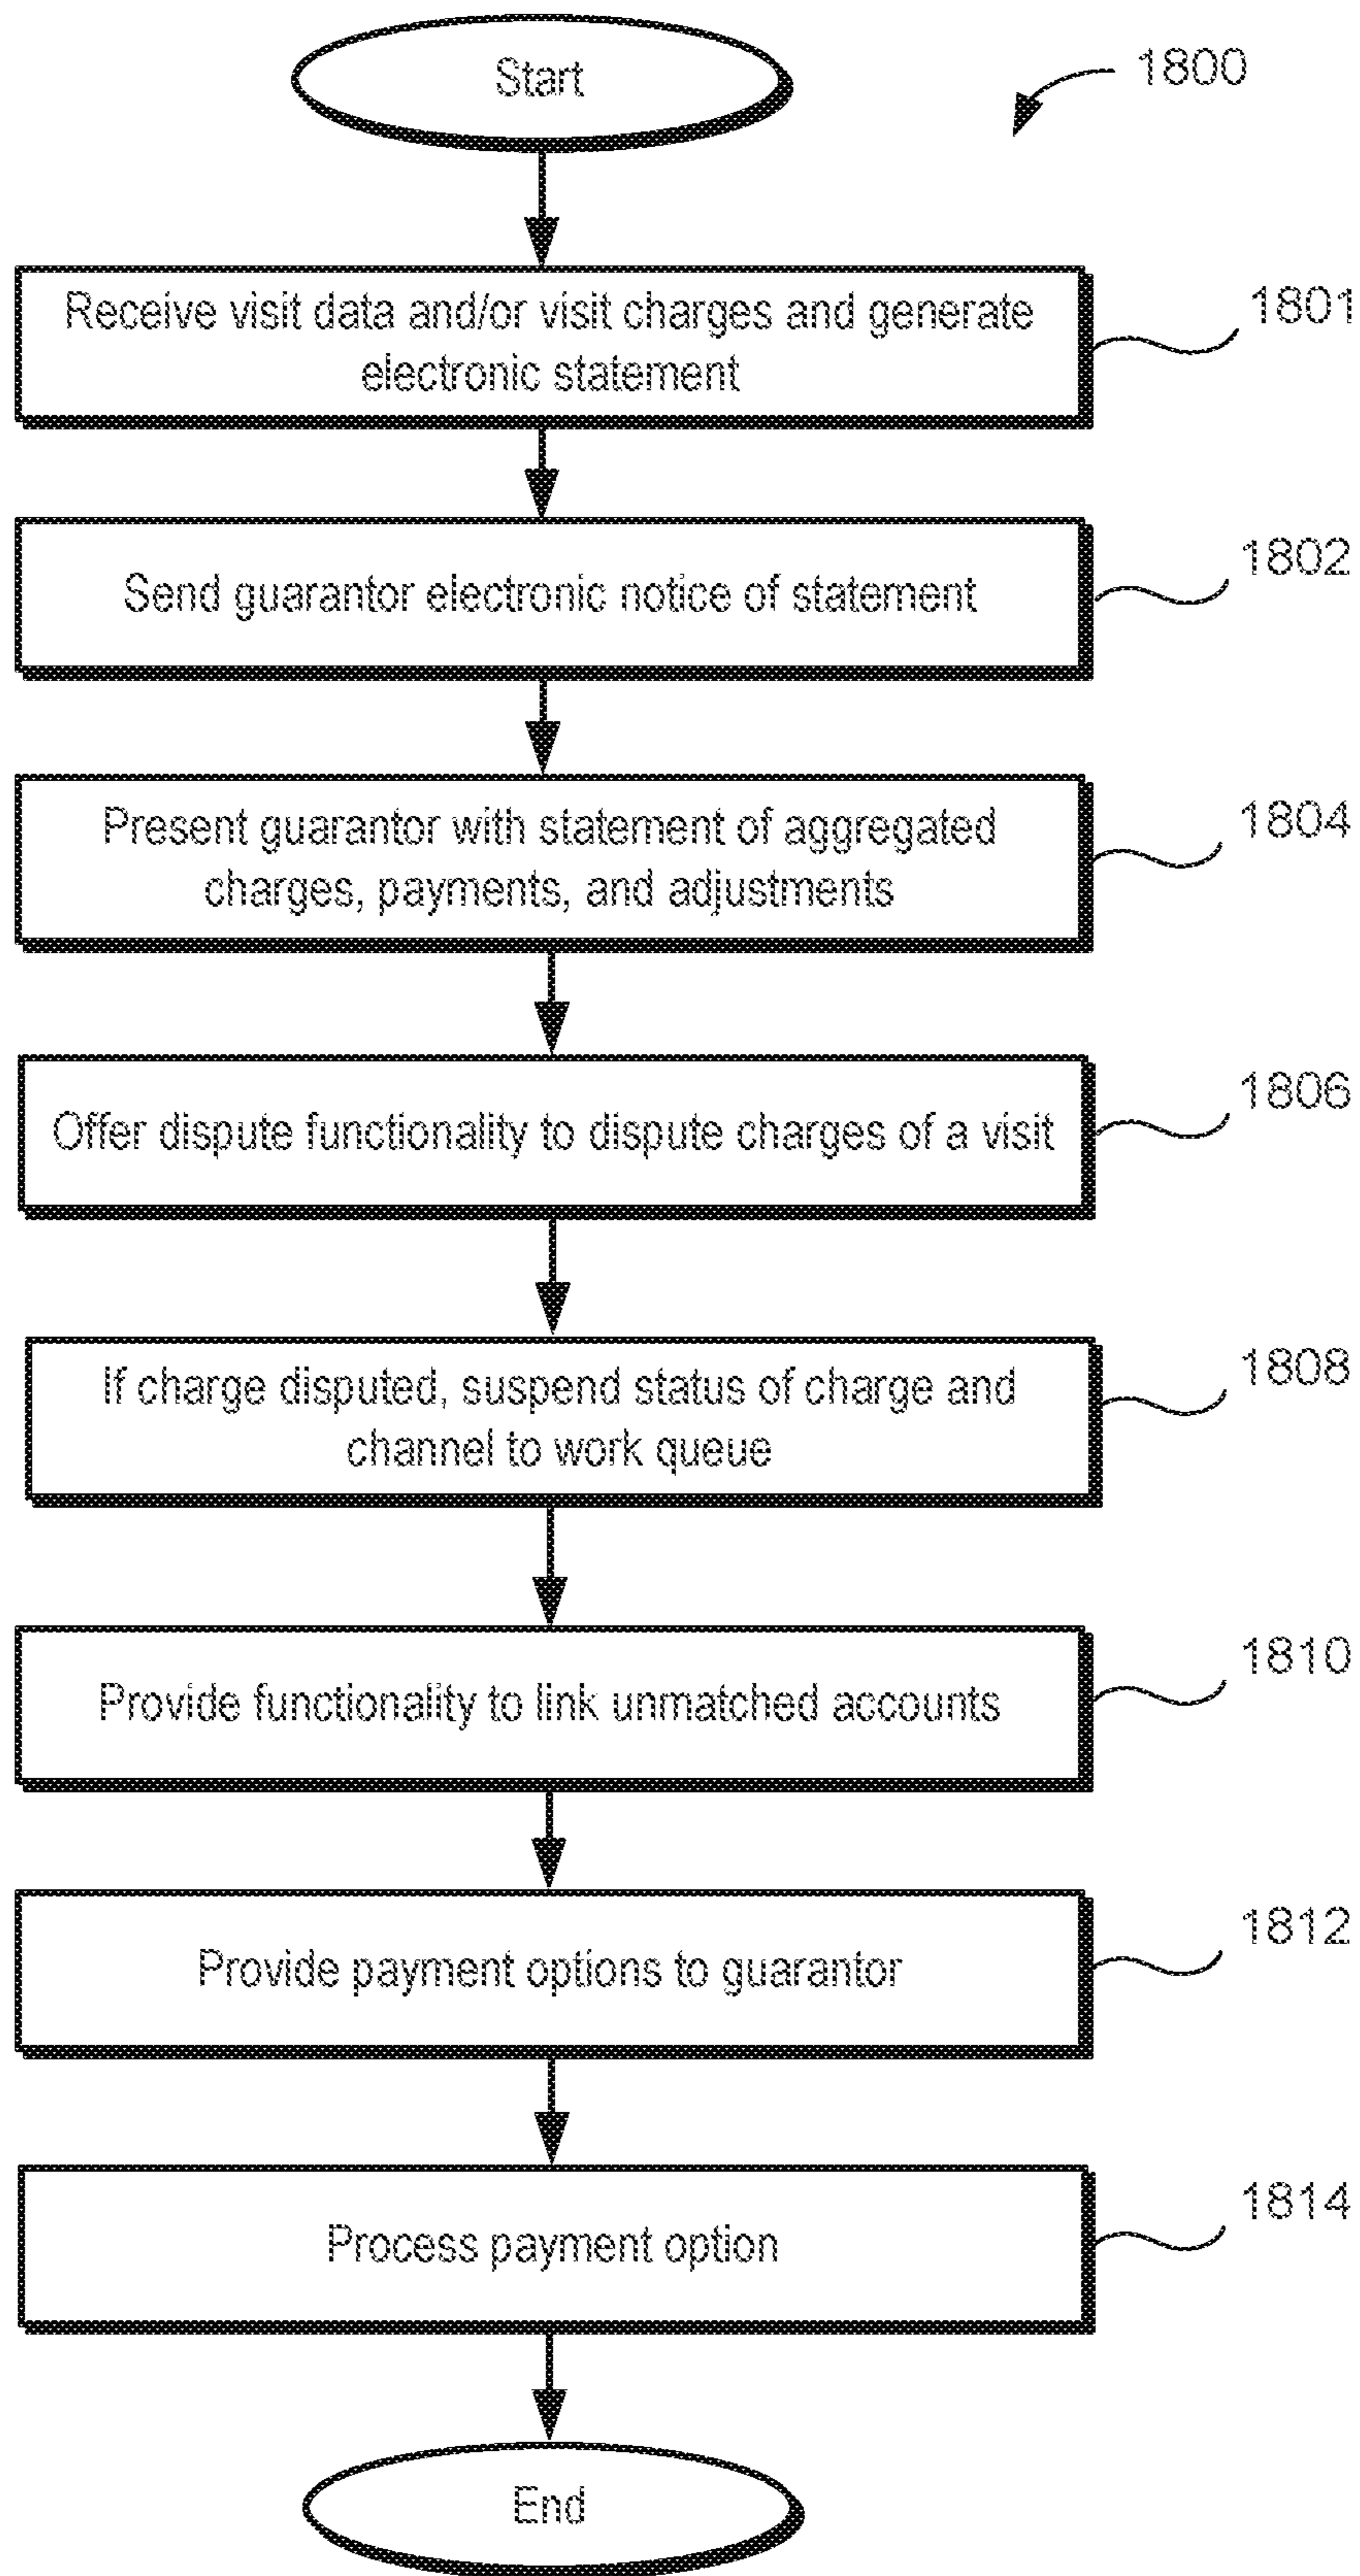 Start
1800
Receive visit data and/or visit charges and generate
electronic statement
1801
Send guarantor electronic notice of statement
1802
Present guarantor with statement of aggregated
charges, payments, and adjustments
1804
Offer dispute functionality to dispute charges of a visit
1806
If charge disputed, suspend status of charge and
channel to work queue
1808
Provide functionality to link unmatched accounts
1810
Provide payment options to guarantor
1812
Process payment option
1814
End